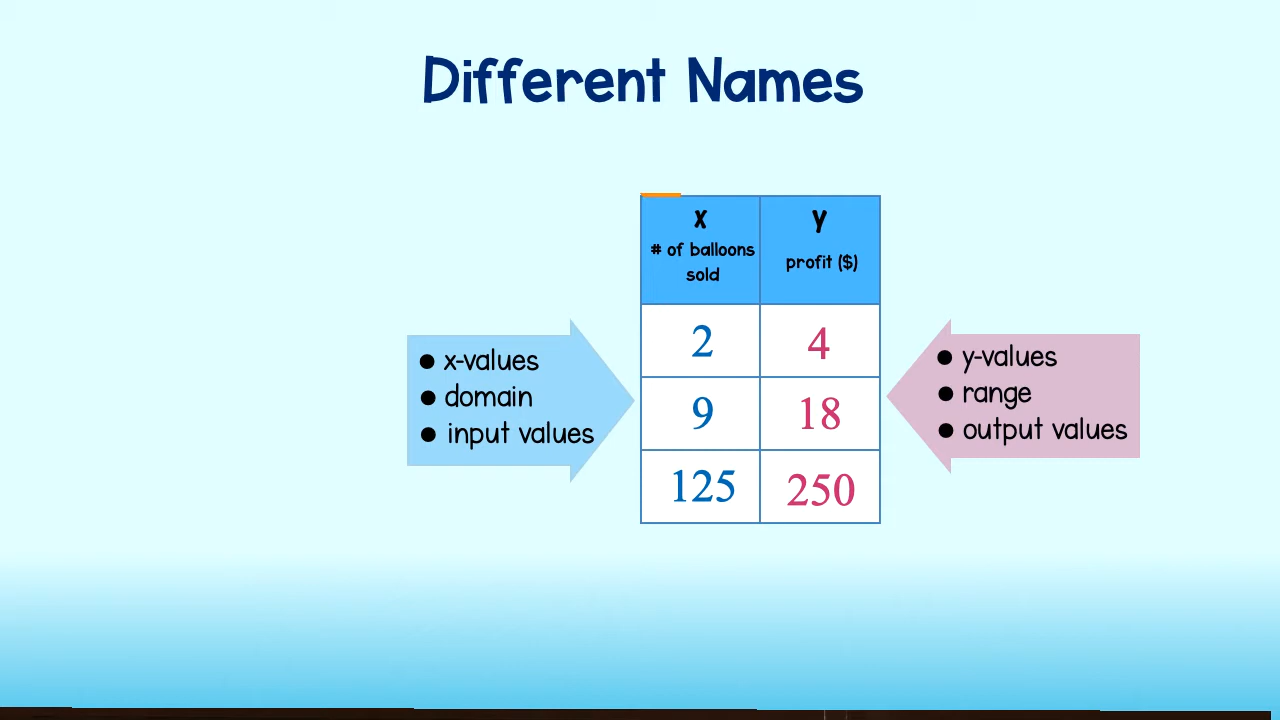 Different Names
x y
# of balloons
sold
profit ($)
2 4
9 18
125 250
● x-values
● domain
● input values
● y-values
● range
● output values